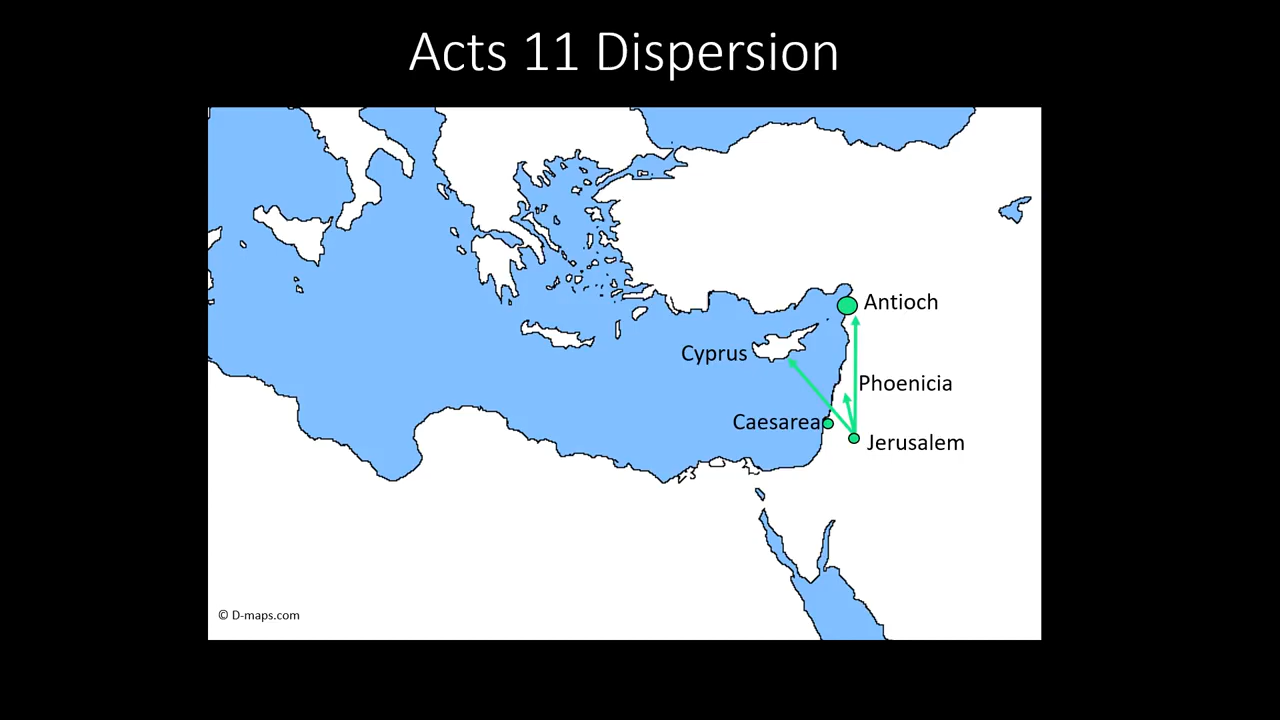 Acts 11 Dispersion
Antioch
Cyprus
Phoenicia
Caesarea
Jerusalem
© D-maps.com